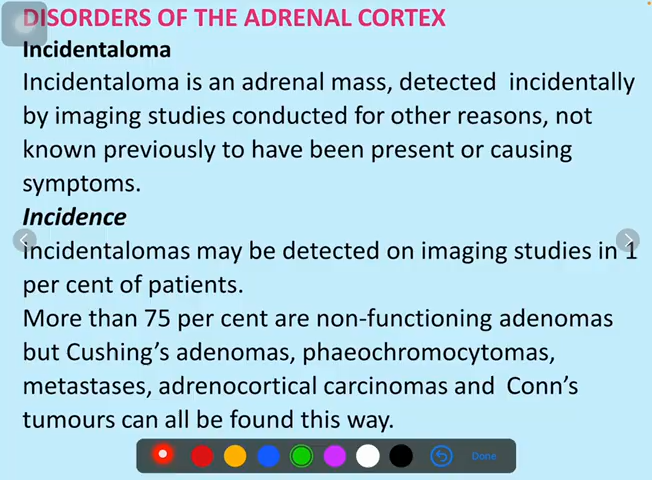 DISORDERS OF THE ADRENAL CORTEX
Incidentaloma
Incidentaloma is an adrenal mass, detected incidentally
by imaging studies conducted for other reasons, not
known previously to have been present or causing
symptoms.
Incidence
incidentalomas may be detected on imaging studies in 1
per cent of patients.
More than 75 per cent are non-functioning adenomas
but Cushing’s adenomas, phaeochromocytomas,
metastases, adrenocortical carcinomas and Conn’s
tumours can all be found this way.
Done